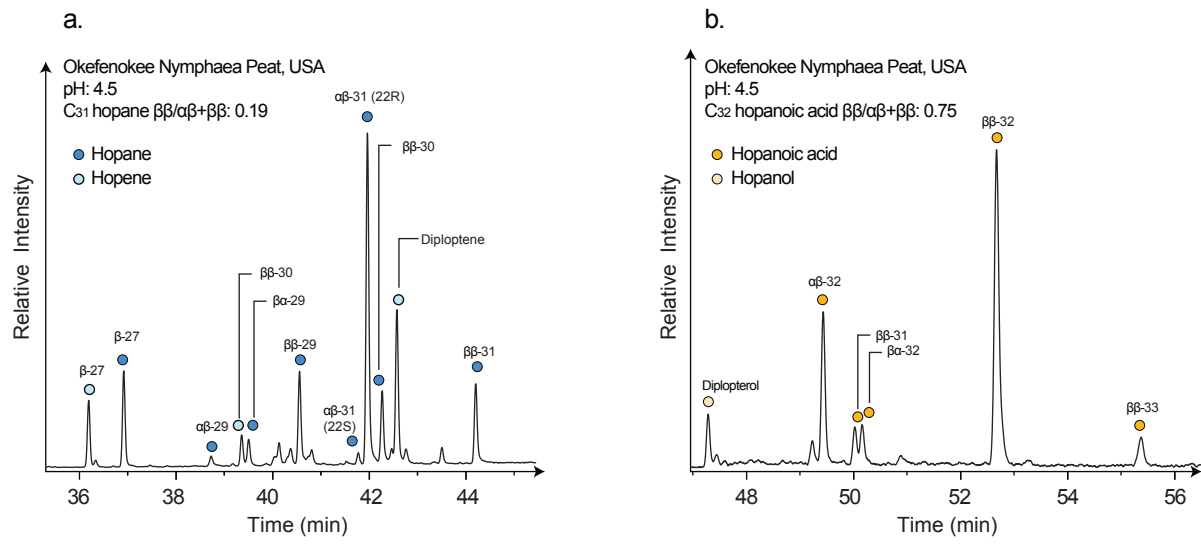 a.
Okefenokee Nymphaea Peat, USA
pH: 4.5
C₃₁ hopane ββ/αβ+ββ: 0.19
Hopane
Hopene
αβ-31 (22R)
ββ-30
Diploptene
ββ-30
βα-29
β-27
β-27
αβ-29
ββ-29
αβ-31
(22S)
ββ-31
Relative Intensity
36 38 40 42 44
Time (min)
b.
Okefenokee Nymphaea Peat, USA
pH: 4.5
C₃₂ hopanoic acid ββ/αβ+ββ: 0.75
Hopanoic acid
Hopanol
ββ-32
αβ-32
ββ-31
βα-32
Diplopterol
ββ-33
Relative Intensity
48 50 52 54 56
Time (min)